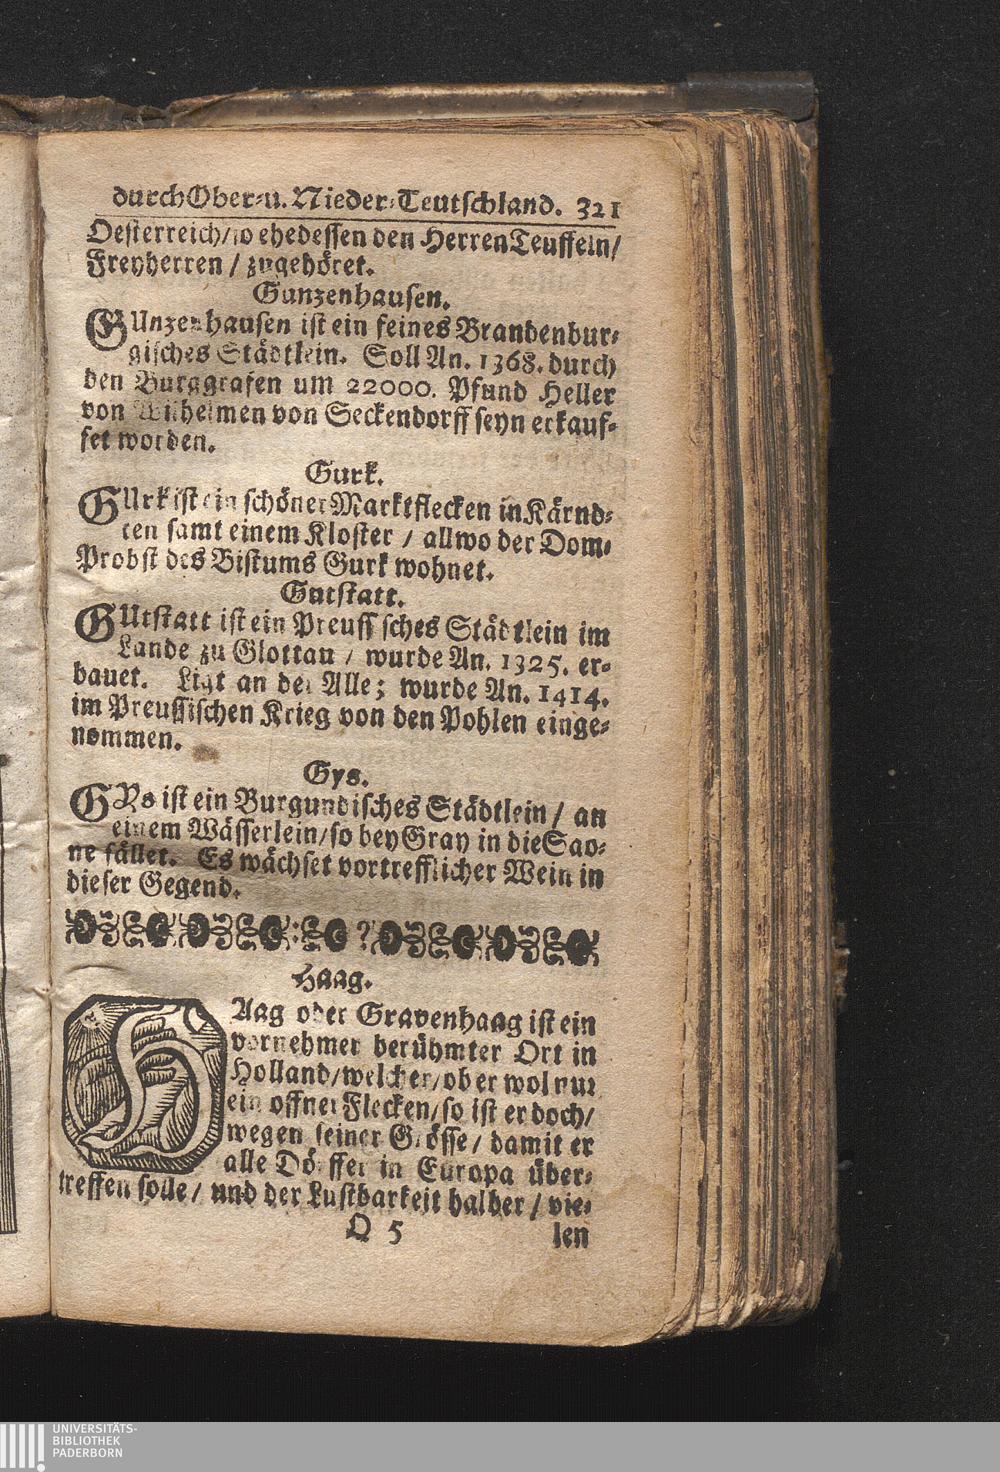 durch Ober-u. Nieder-Teutschland. 321
Oesterreich/so ehedessen den Herren Teuffeln/
Freyherren / zugehöret.
Gunzenhausen.
GUnzenhausen ist ein feines Brandenbur-
gisches Städtlein. Soll An. 1368. durch
den Burggrafen um 22000. Pfund Heller
von Wilhelmen von Seckendorff seyn erkauf-
fet worden.
Gurk.
GUrk ist ein schöner Marktflecken in Kärnd-
ten samt einem Kloster / allwo der Dom-
Probst des Bistums Gurk wohnet.
Gutstatt.
GUtstatt ist ein Preussisches Städtlein im
Lande zu Glottau / wurde An. 1325. er-
bauet. Ligt an der Alle; wurde An. 1414.
im Preussischen Krieg von den Pohlen einge-
nommen.
Gys.
GYs ist ein Burgundisches Städtlein / an
einem Wässerlein/so bey Gray in die Sao-
ne fället. Es wächset vortrefflicher Wein in
dieser Gegend.
Haag.
HAag oder Gravenhaag ist ein
vornehmer berühmter Ort in
Holland/welcher/ob er wol nur
ein offner Flecken/so ist er doch/
wegen seiner Grösse/ damit er
alle Dörffer in Europa über-
treffen solle / und der Lustbarkeit halber / vie-
O 5 len
UNIVERSITÄTS-
BIBLIOTHEK
PADERBORN